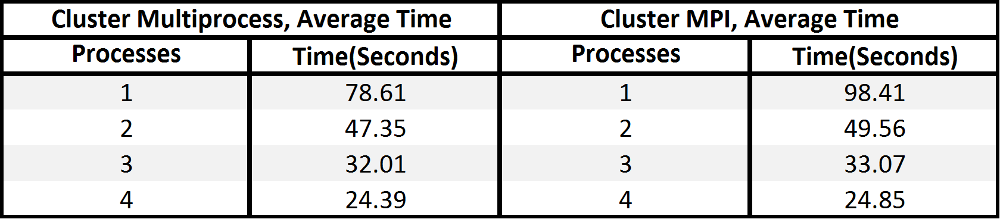 Cluster Multiprocess, Average Time Cluster MPI, Average Time
Processes Time(Seconds) Processes Time(Seconds)
1 78.61 1 98.41
2 47.35 2 49.56
3 32.01 3 33.07
4 24.39 4 24.85